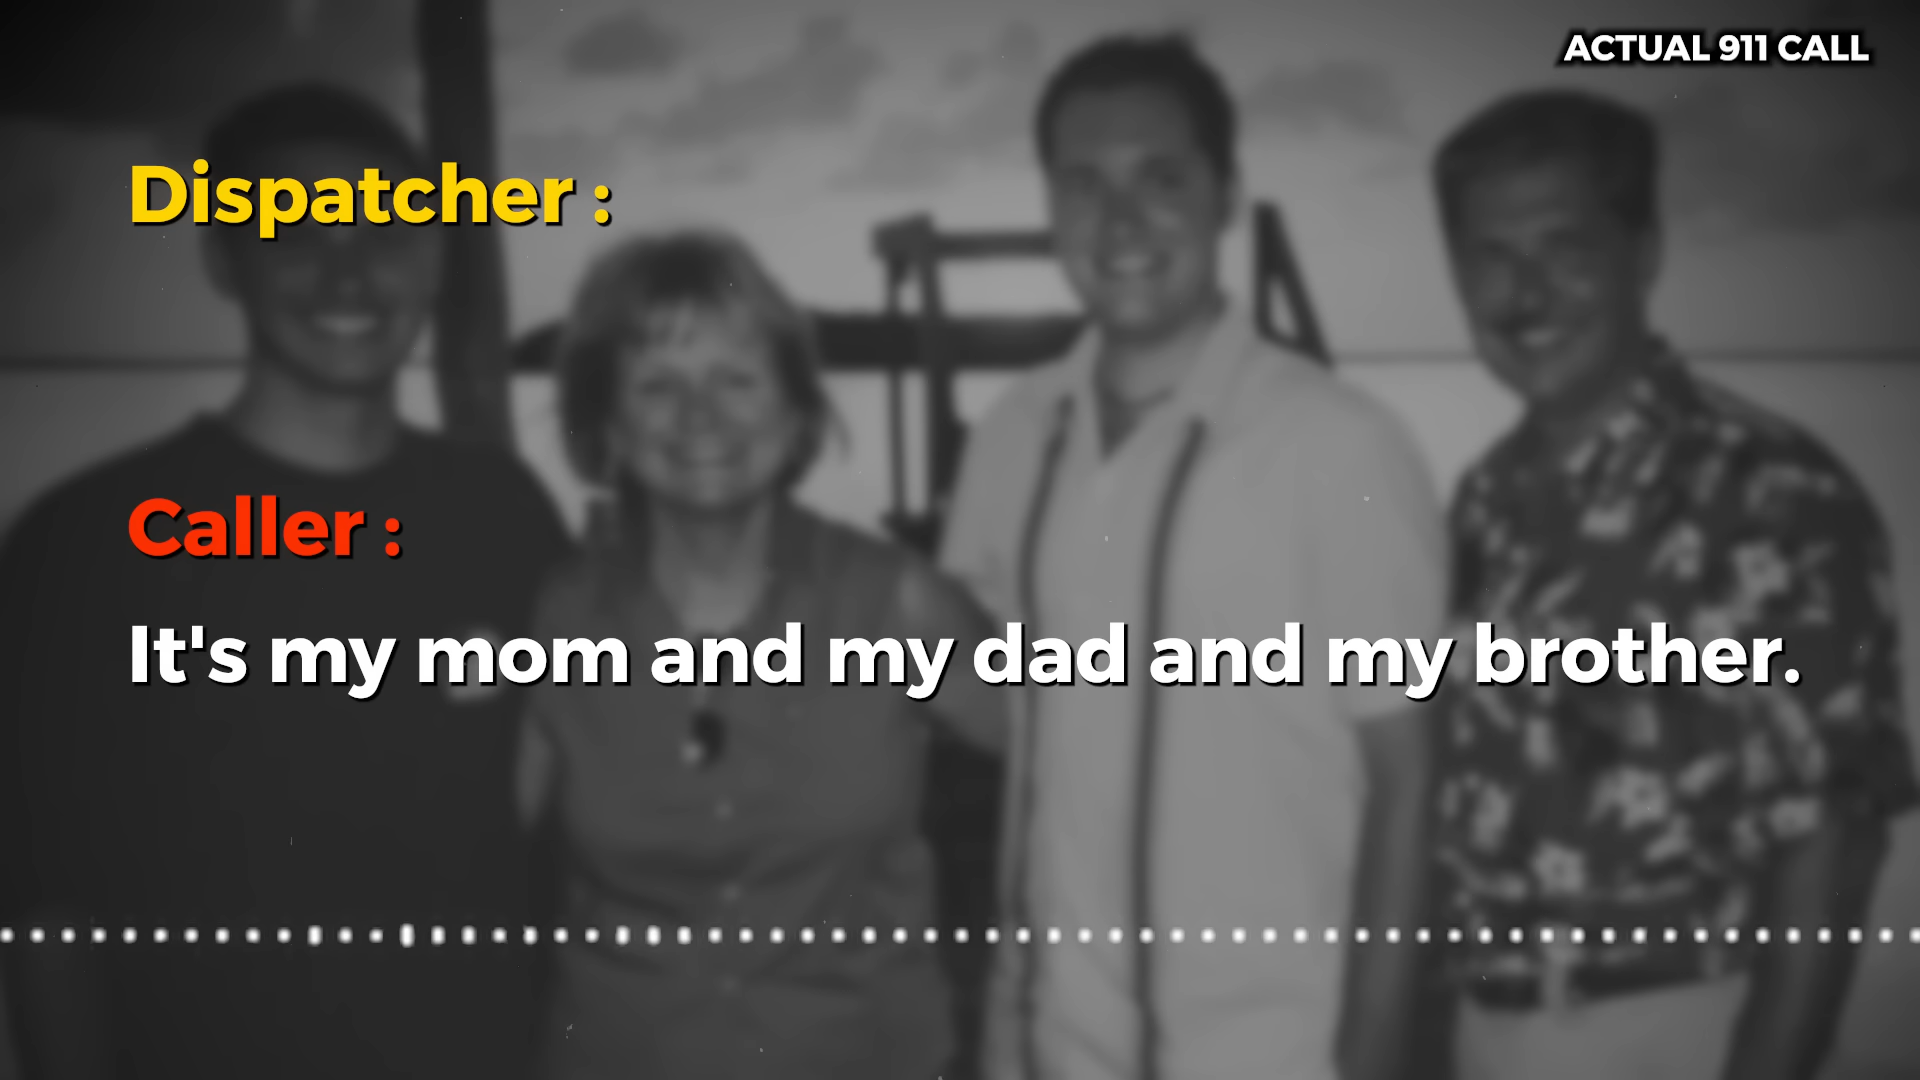 ACTUAL 911 CALL
Dispatcher :
Caller :
It's my mom and my dad and my brother.